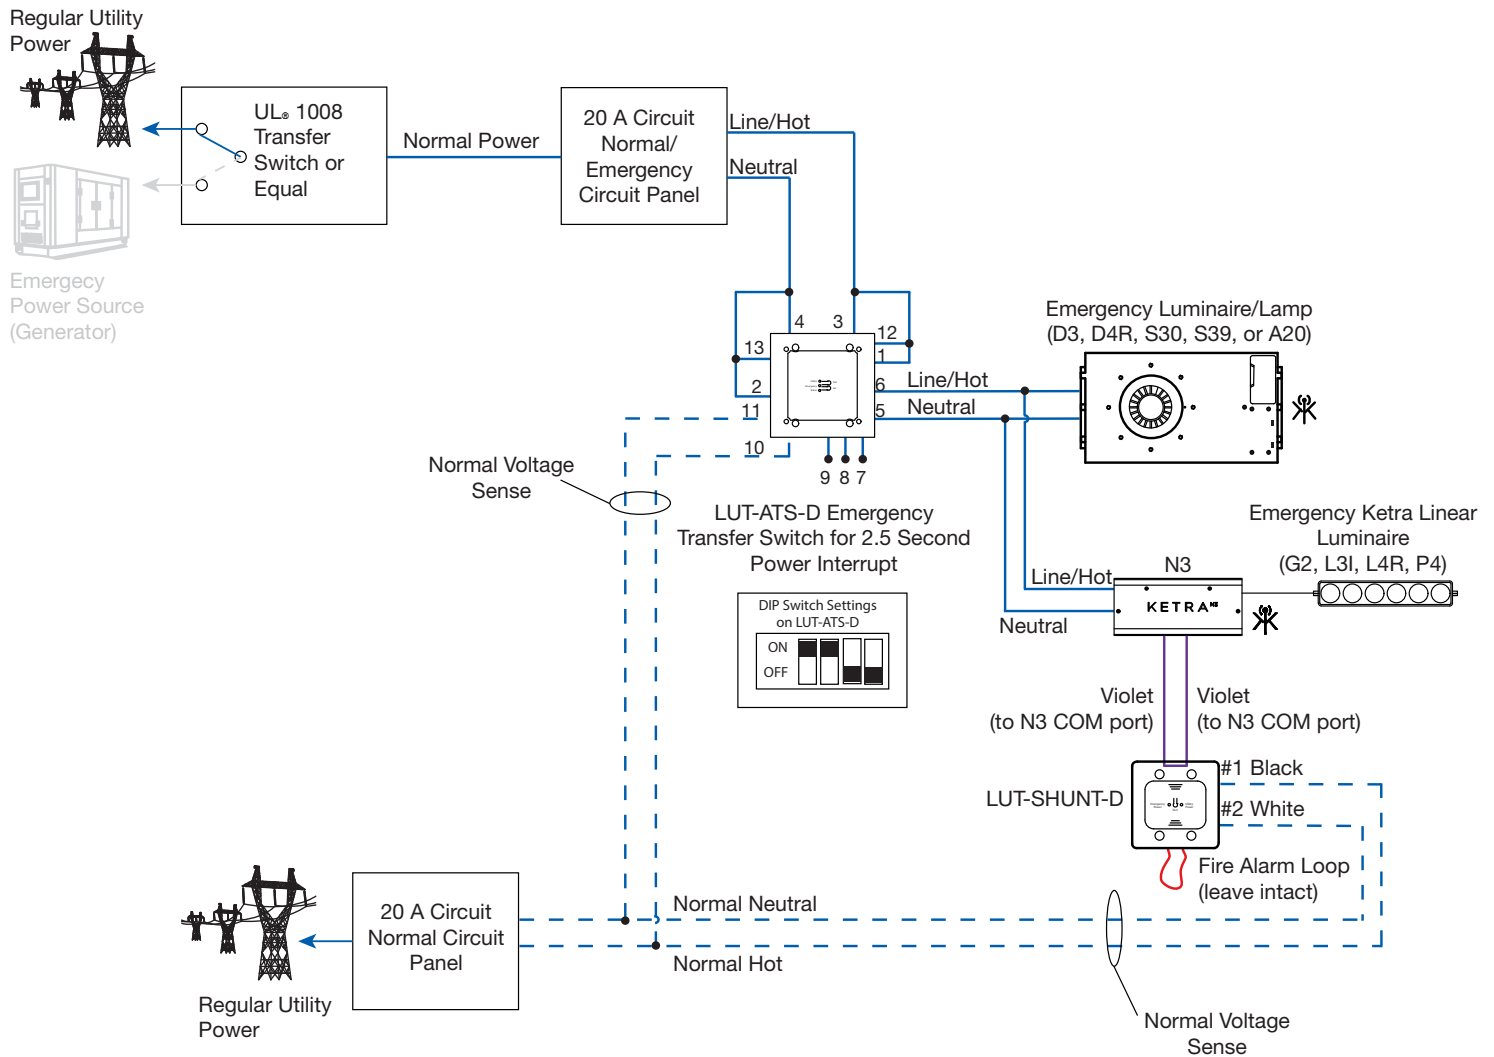 Regular Utility
Power
UL® 1008
Transfer
Switch or
Equal
Normal Power
20 A Circuit
Normal/
Emergency
Circuit Panel
Line/Hot
Neutral
Emergecy
Power Source
(Generator)
4
3
12
13
1
2
6
11
5
10
9
8
7
Line/Hot
Neutral
Emergency Luminaire/Lamp
(D3, D4R, S30, S39, or A20)
Normal Voltage
Sense
LUT-ATS-D Emergency
Transfer Switch for 2.5 Second
Power Interrupt
DIP Switch Settings
on LUT-ATS-D
ON
OFF
Emergency Ketra Linear
Luminaire
(G2, L3I, L4R, P4)
N3
Line/Hot
Neutral
KETRA N3
Violet
(to N3 COM port)
Violet
(to N3 COM port)
LUT-SHUNT-D
#1 Black
#2 White
Fire Alarm Loop
(leave intact)
20 A Circuit
Normal Circuit
Panel
Normal Neutral
Normal Hot
Regular Utility
Power
Normal Voltage
Sense